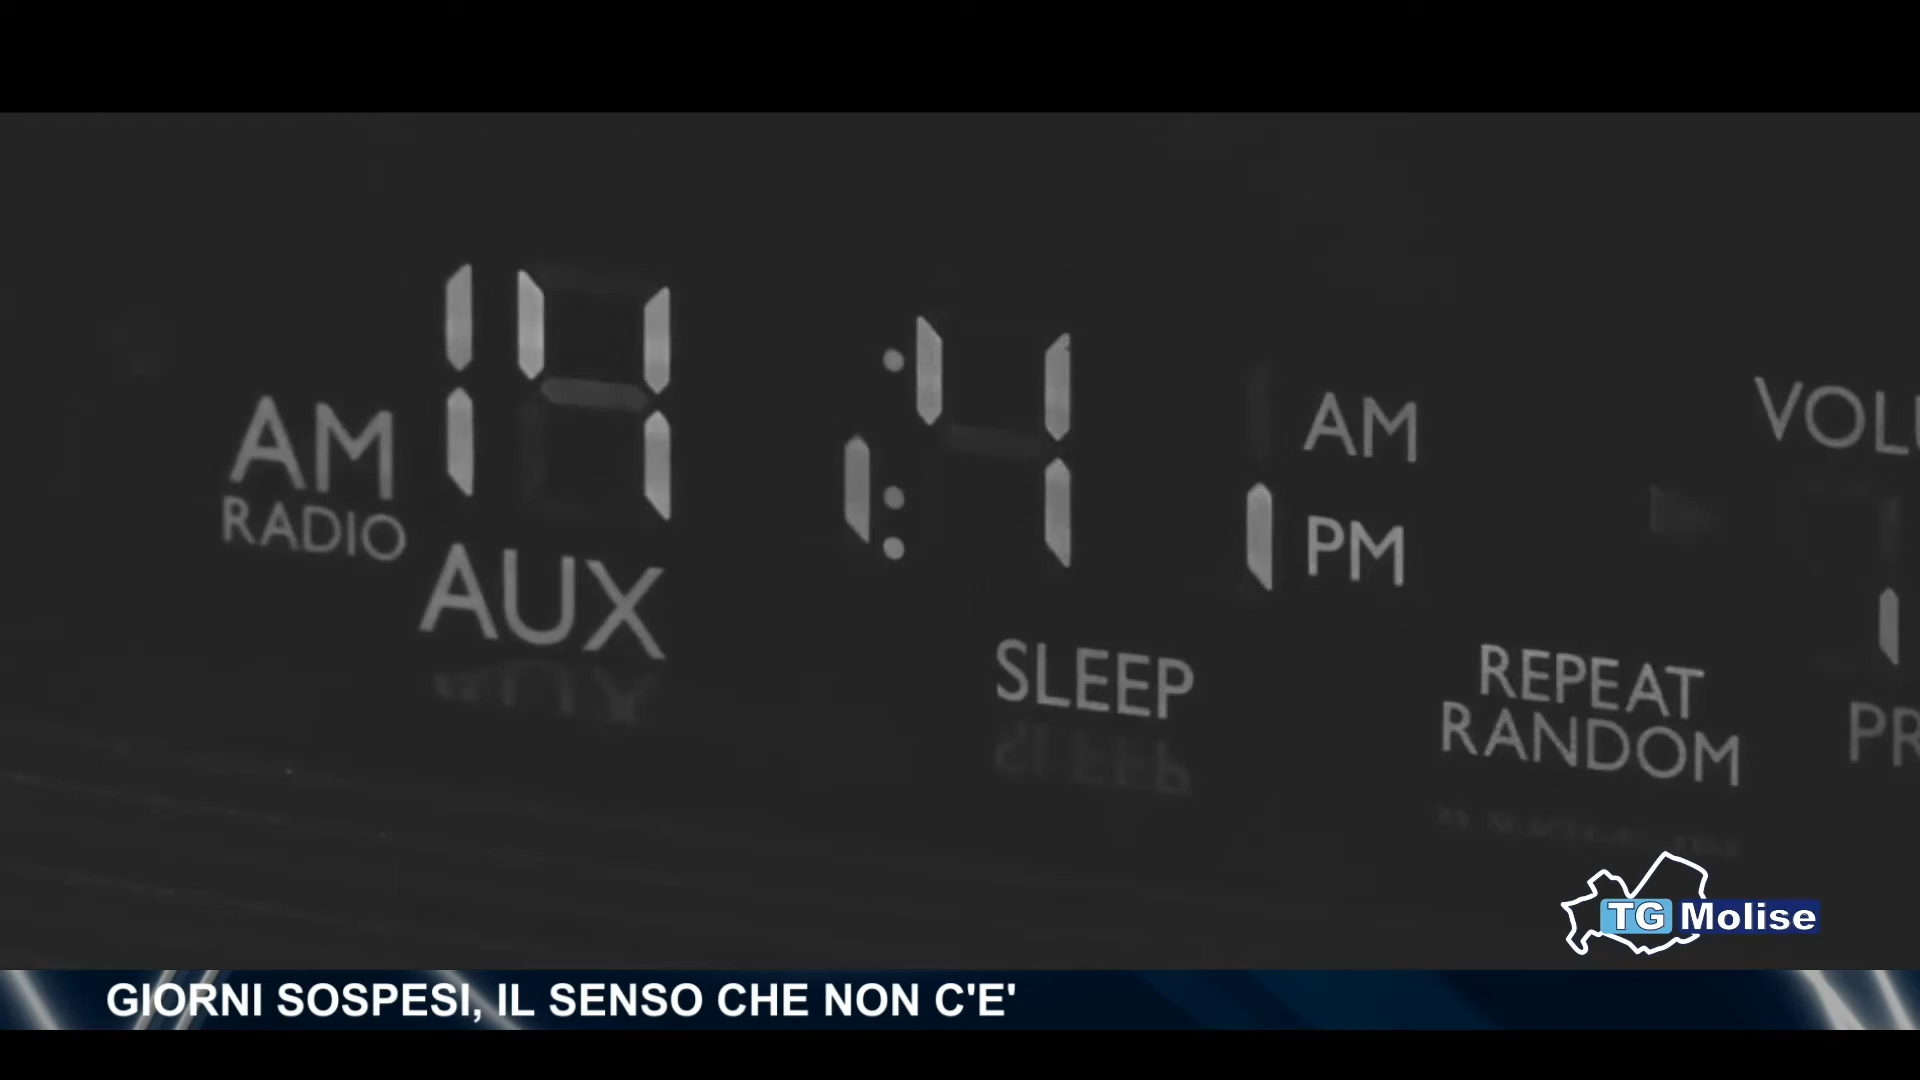 AM
RADIO
AUX
SLEEP
AM
PM
REPEAT
RANDOM
TG Molise
GIORNI SOSPESI, IL SENSO CHE NON C'E'